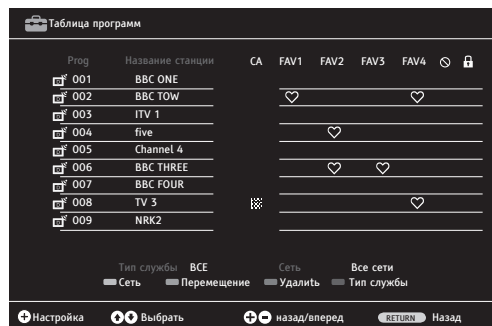 Таблица программ
Prog Название станции CA FAV1 FAV2 FAV3 FAV4
001 BBC ONE
002 BBC TOW
003 ITV 1
004 five
005 Channel 4
006 BBC THREE
007 BBC FOUR
008 TV 3
009 NRK2
Тип службы ВСЕ Сеть Все сети
Сеть Перемещение Удалиth Тип службы
Настройка Выбрать назад/вперед RETURN Назад